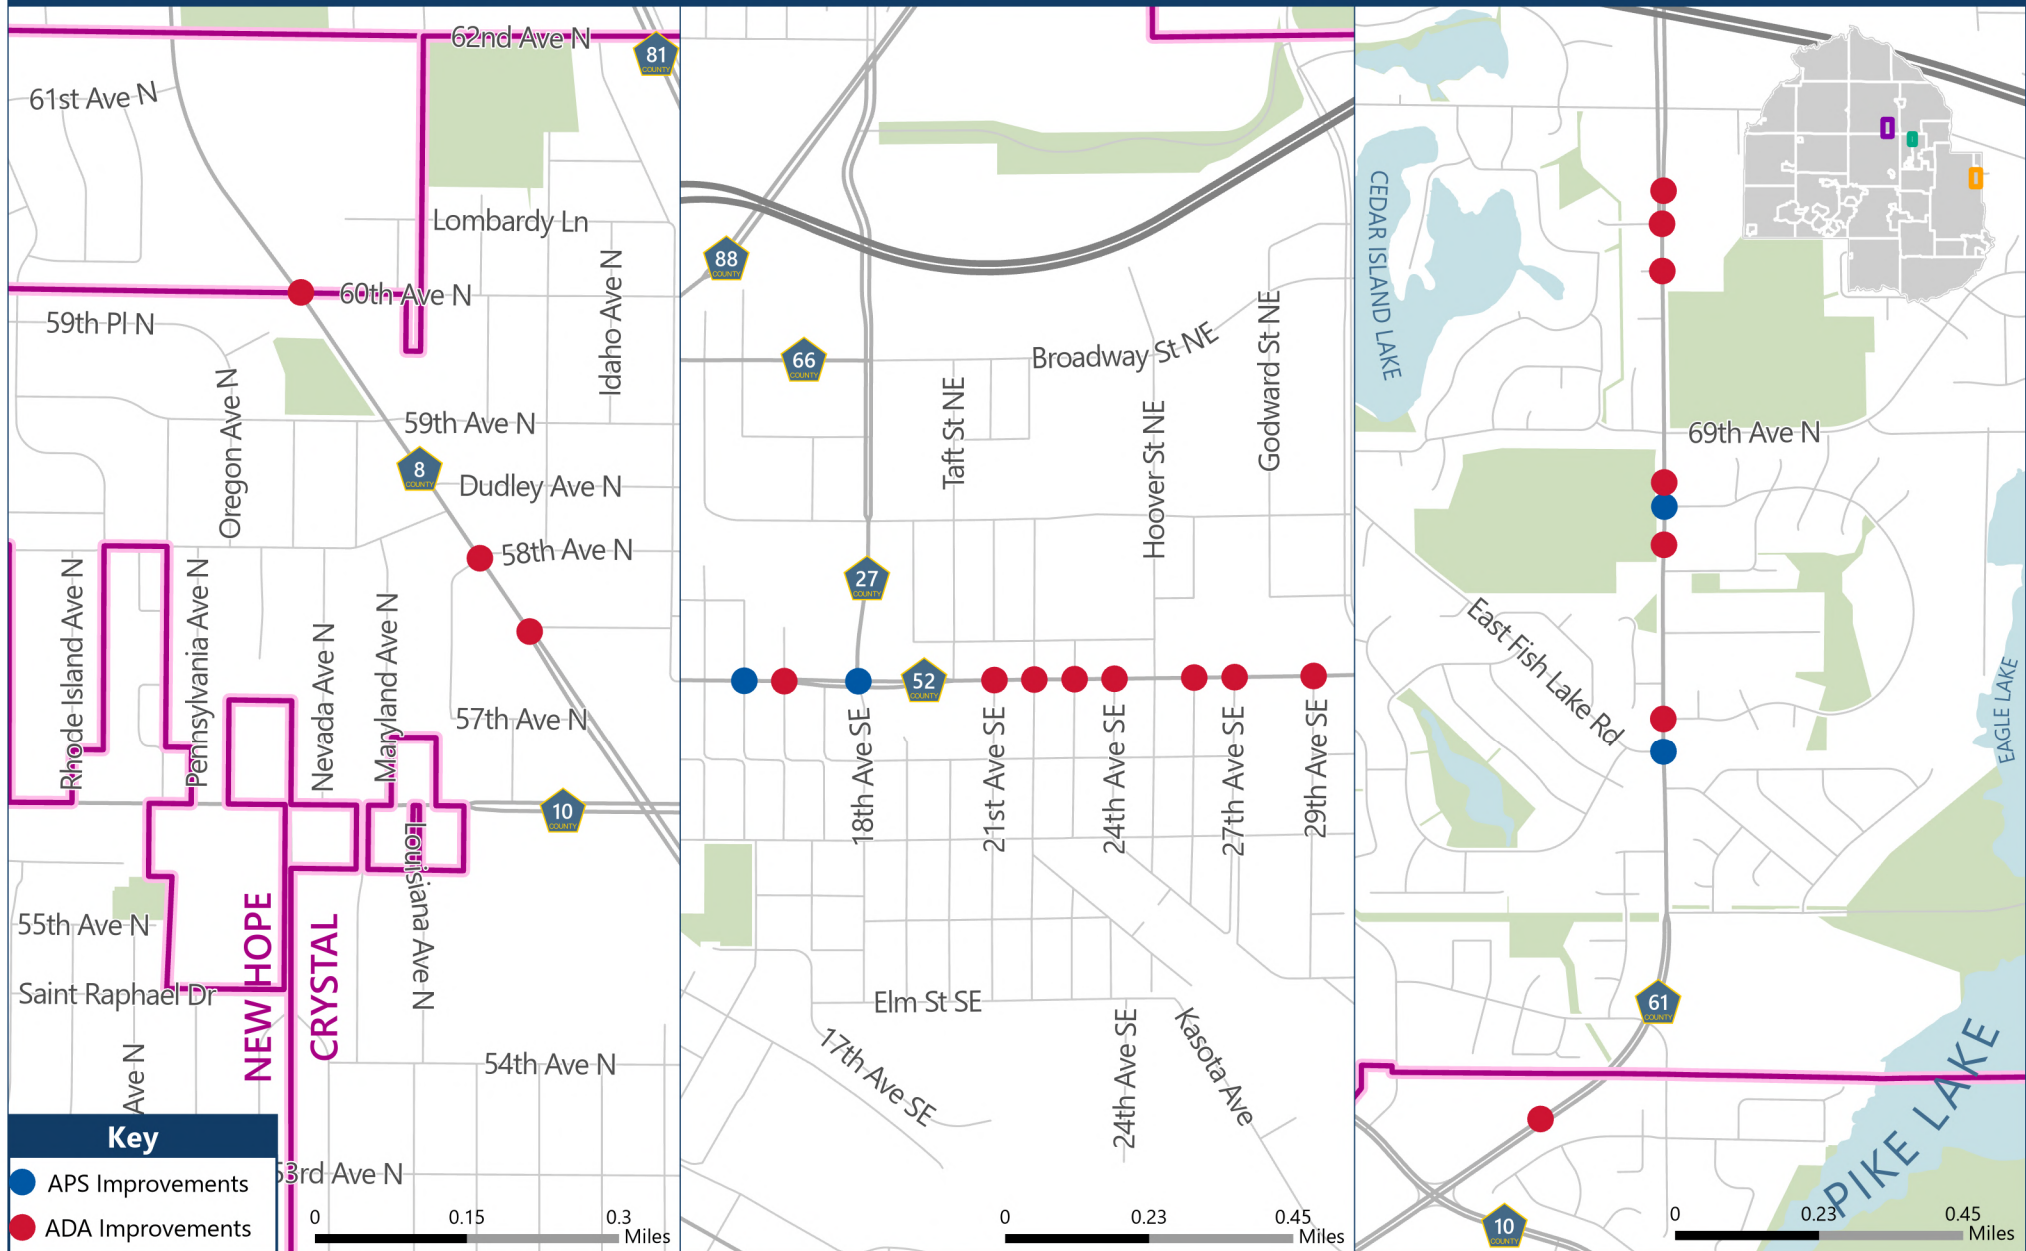 62nd Ave N
81
COUNTY
61st Ave N
Lombardy Ln
60th Ave N
Idaho Ave N
59th Pl N
Oregon Ave N
59th Ave N
8
COUNTY
Dudley Ave N
58th Ave N
Rhode Island Ave N
Pennsylvania Ave N
Nevada Ave N
Maryland Ave N
57th Ave N
10
COUNTY
Louisiana Ave N
55th Ave N
NEW HOPE
CRYSTAL
Saint Raphael Dr
54th Ave N
Ave N
53rd Ave N
Key
APS Improvements
ADA Improvements
0 0.15 0.3
Miles
88
COUNTY
66
COUNTY
Broadway St NE
Godward St NE
Taft St NE
Hoover St NE
27
COUNTY
52
COUNTY
18th Ave SE
21st Ave SE
24th Ave SE
27th Ave SE
29th Ave SE
Elm St SE
17th Ave SE
24th Ave SE
Kasota Ave
0 0.23 0.45
Miles
CEDAR ISLAND LAKE
69th Ave N
East Fish Lake Rd
EAGLE LAKE
61
COUNTY
PIKE LAKE
10
COUNTY
0 0.23 0.45
Miles